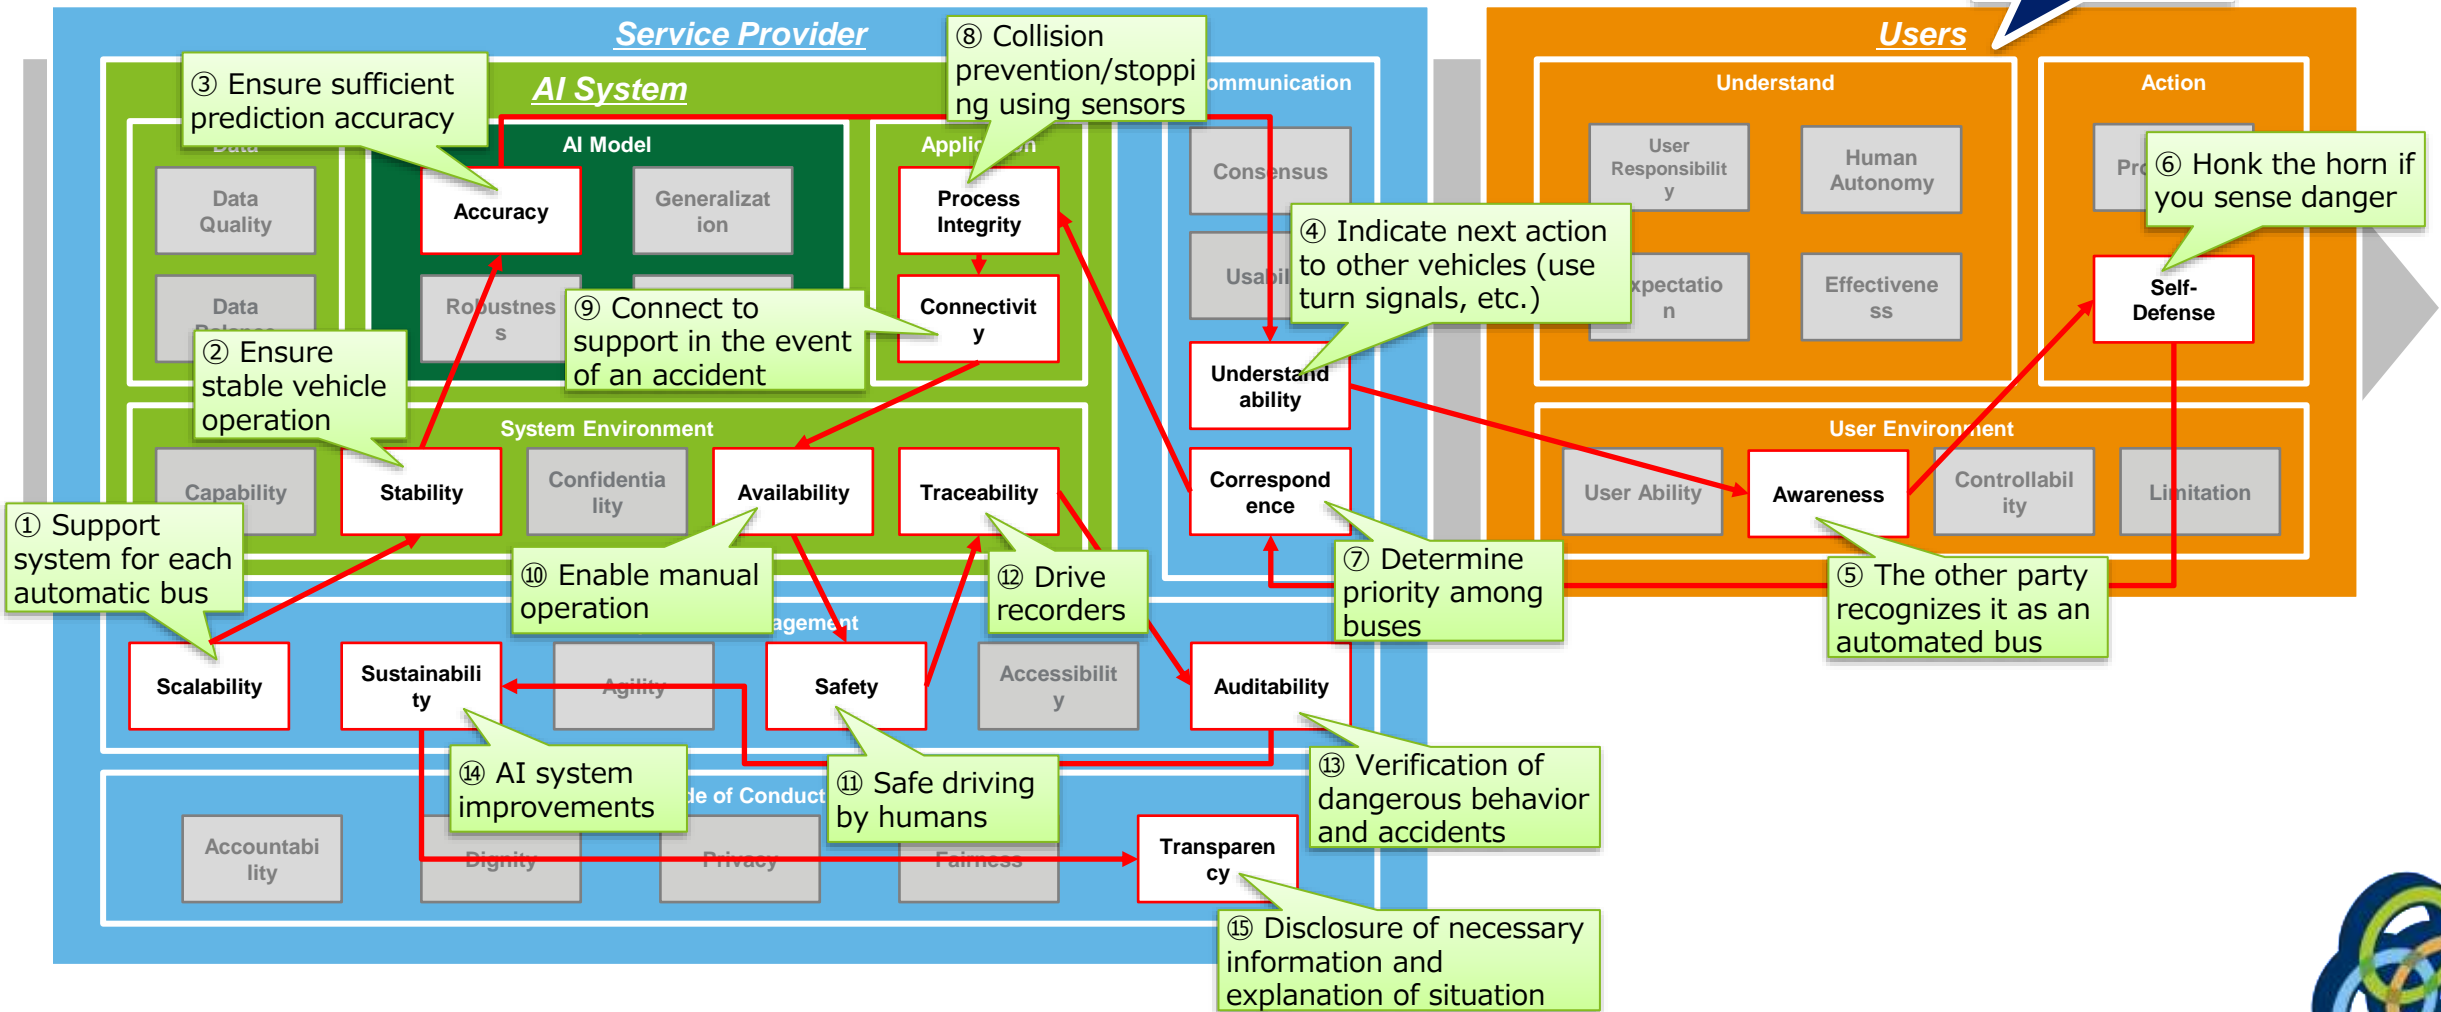 Service Provider
Users
AI System
⑧ Collision
prevention/stoppi
ng using sensors
③ Ensure sufficient
prediction accuracy
ommunication
Understand
Action
Data
AI Model
Application
Data
Quality
Accuracy
Generalizat
ion
Process
Integrity
Consensus
User
Responsibilit
y
Human
Autonomy
⑥ Honk the horn if
you sense danger
④ Indicate next action
to other vehicles (use
turn signals, etc.)
Data
Balance
Robustnes
s
⑨ Connect to
support in the event
of an accident
Connectivit
y
Usabil
xpectatio
n
Effectivene
ss
Self-
Defense
② Ensure
stable vehicle
operation
Understand
ability
System Environment
User Environment
Capability
Stability
Confidentia
lity
Availability
Traceability
Correspond
ence
User Ability
Awareness
Controllabil
ity
Limitation
① Support
system for each
automatic bus
⑩ Enable manual
operation
⑫ Drive
recorders
⑦ Determine
priority among
buses
⑤ The other party
recognizes it as an
automated bus
agement
Scalability
Sustainabili
ty
Agility
Safety
Accessibilit
y
Auditability
⑭ AI system
improvements
⑪ Safe driving
by humans
⑬ Verification of
dangerous behavior
and accidents
de of Conduct
Accountabi
lity
Dignity
Privacy
Fairness
Transparen
cy
⑮ Disclosure of necessary
information and
explanation of situation